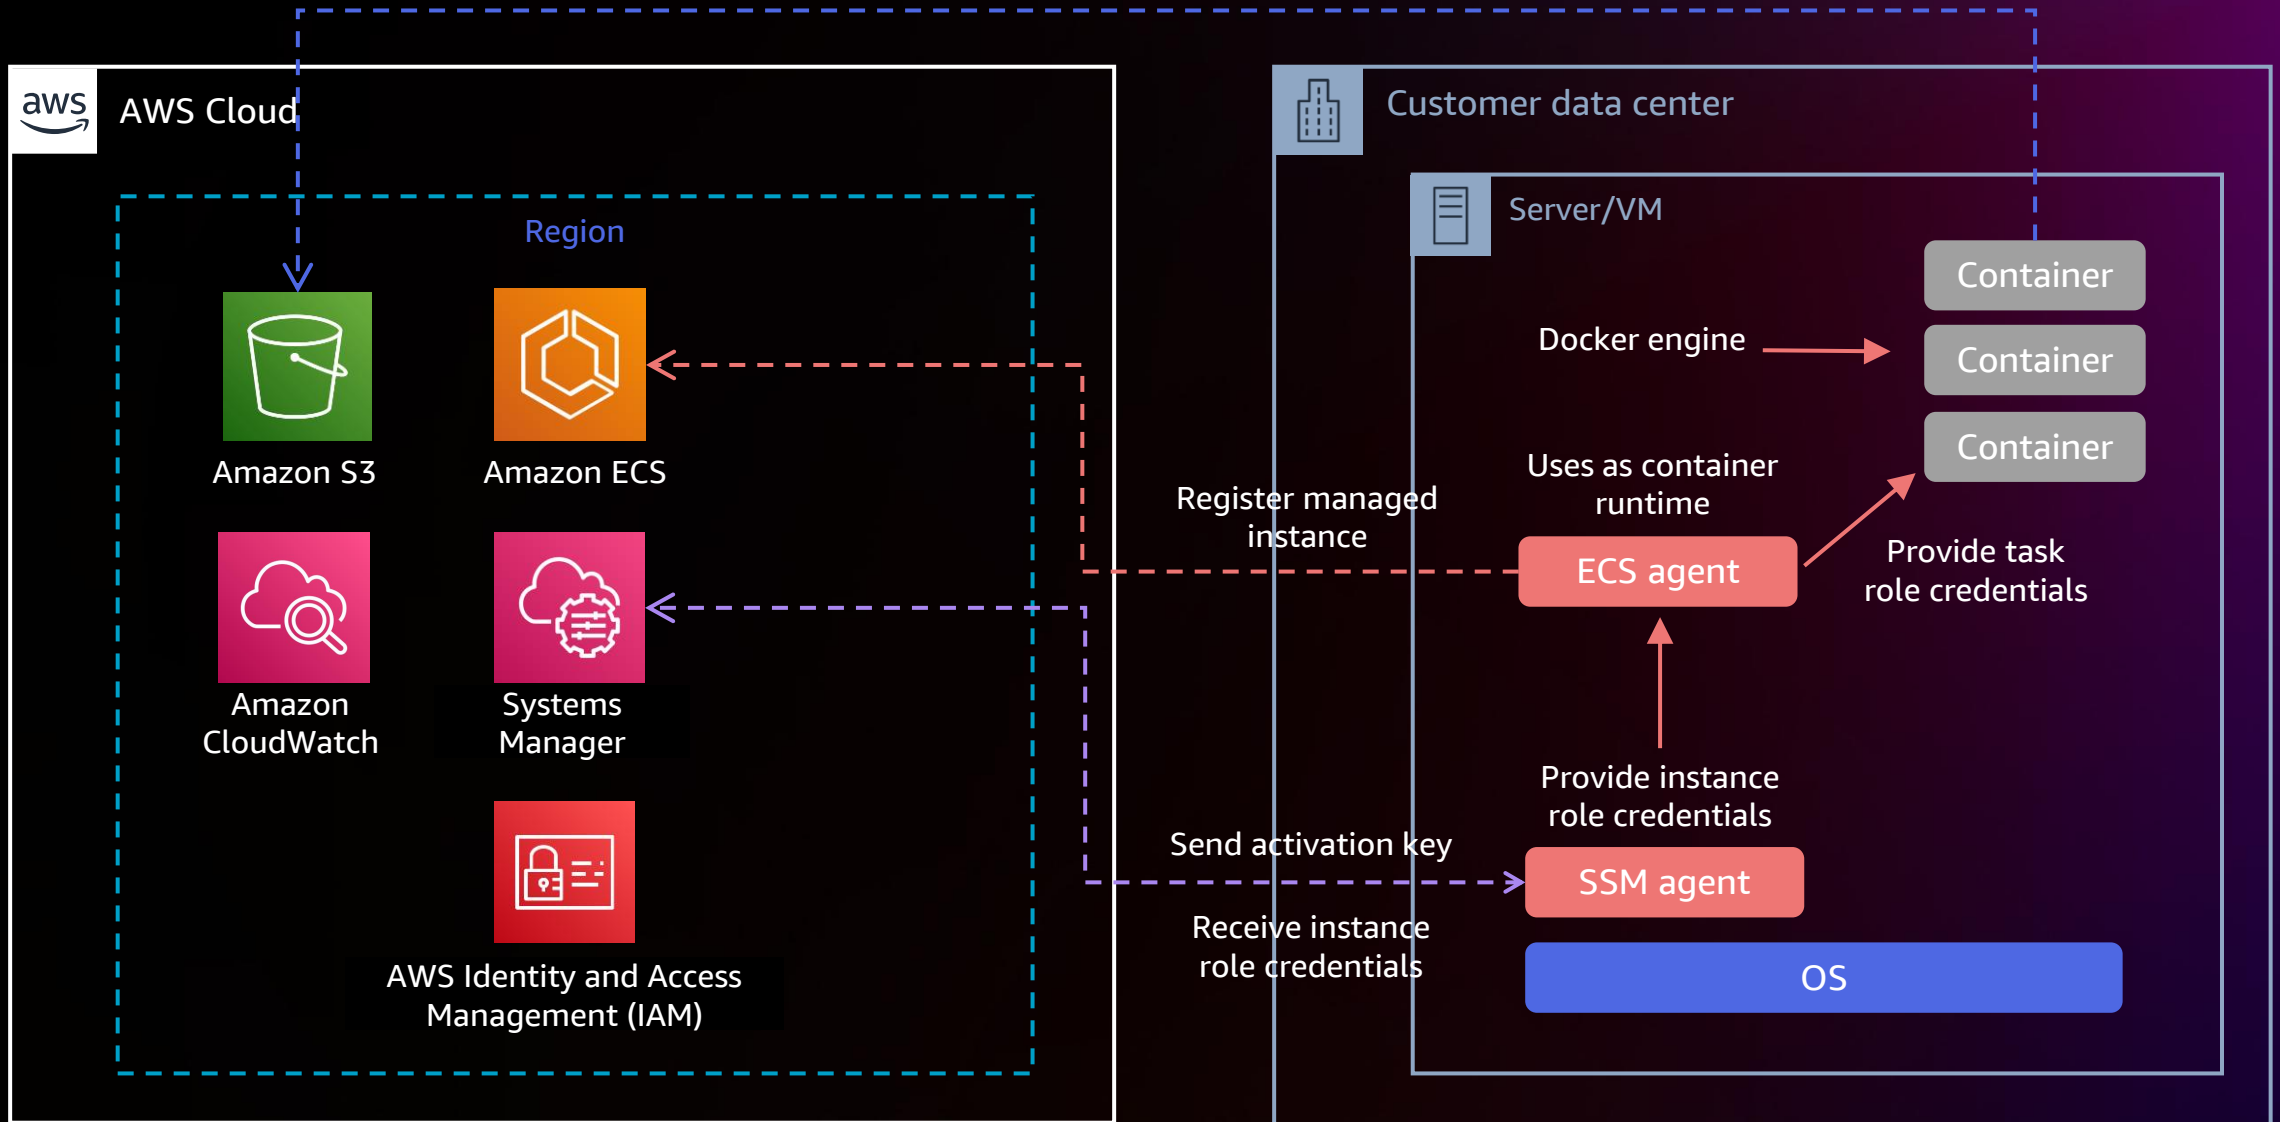 aws
AWS Cloud
Region
Amazon S3
Amazon ECS
Amazon
CloudWatch
Systems
Manager
AWS Identity and Access
Management (IAM)
Register managed
instance
Send activation key
Receive instance
role credentials
Customer data center
Server/VM
Container
Docker engine
Container
Container
Uses as container
runtime
ECS agent
Provide task
role credentials
Provide instance
role credentials
SSM agent
OS